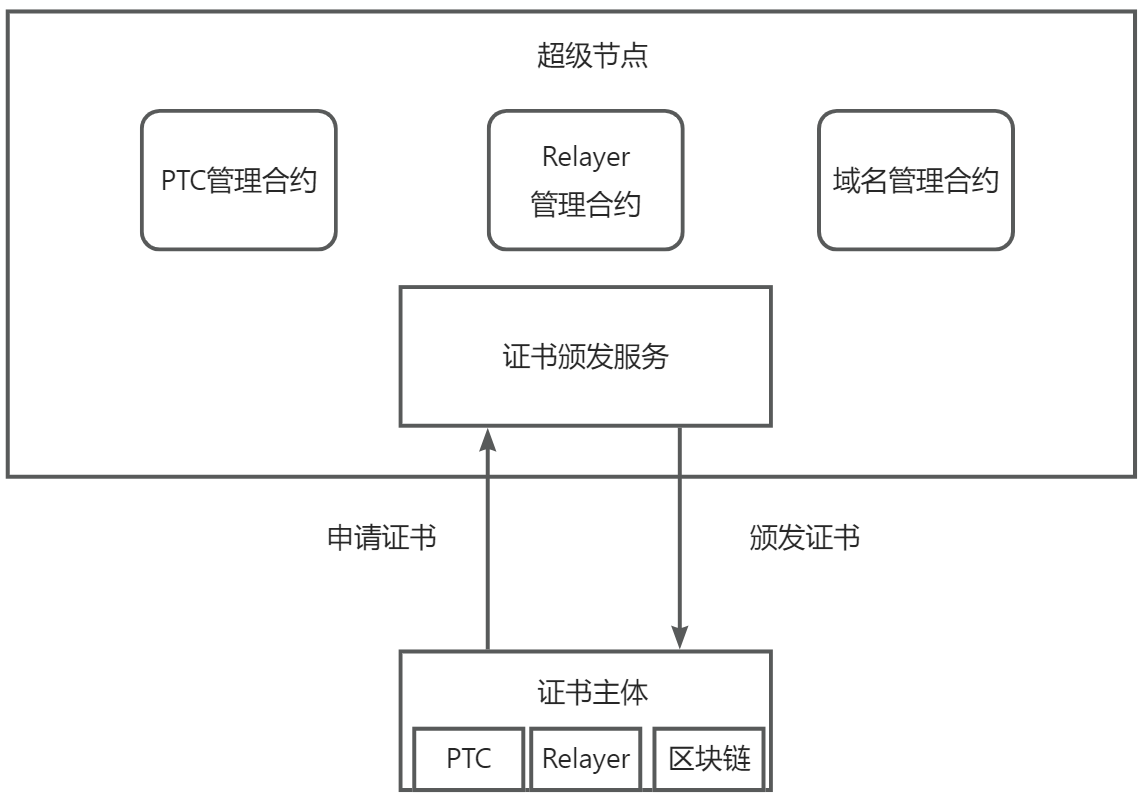 超级节点
PTC管理合约
Relayer
管理合约
域名管理合约
证书颁发服务
申请证书
颁发证书
证书主体
PTC
Relayer
区块链